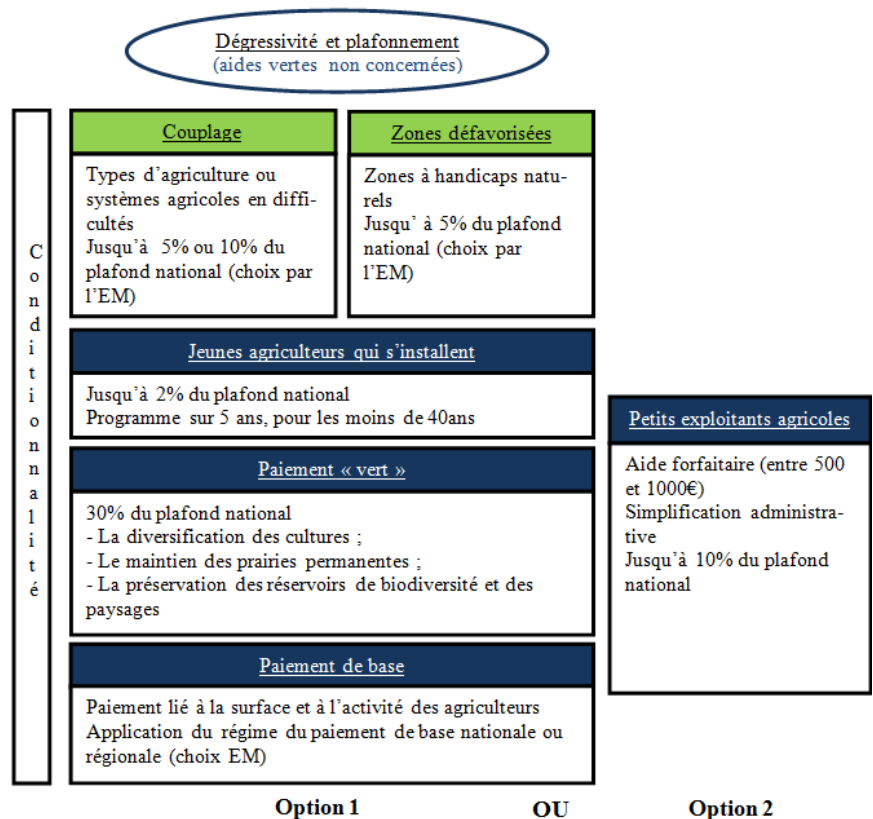 Dégressivité et plafonnement
(aides vertes non concernées)
Conditionnalité
Couplage
Types d'agriculture ou
systèmes agricoles en diffi-
cultés
Jusqu'à 5% ou 10% du
plafond national (choix par
l'EM)
Zones défavorisées
Zones à handicaps natu-
rels
Jusqu' à 5% du plafond
national (choix par
l'EM)
Jeunes agriculteurs qui s'installent
Jusqu'à 2% du plafond national
Programme sur 5 ans, pour les moins de 40ans
Paiement « vert »
30% du plafond national
- La diversification des cultures ;
- Le maintien des prairies permanentes ;
- La préservation des réservoirs de biodiversité et des
paysages
Paiement de base
Paiement lié à la surface et à l'activité des agriculteurs
Application du régime du paiement de base nationale ou
régionale (choix EM)
Petits exploitants agricoles
Aide forfaitaire (entre 500
et 1000€)
Simplification administra-
tive
Jusqu'à 10% du plafond
national
Option 1 OU Option 2